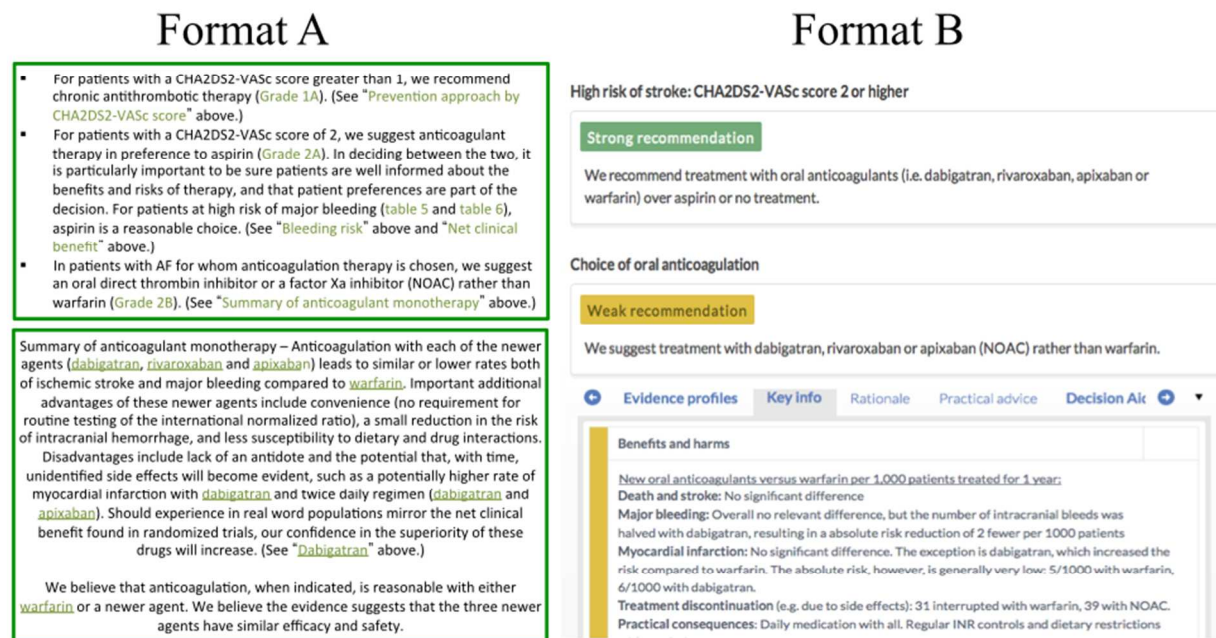 Format A
▪ For patients with a CHA2DS2-VASc score greater than 1, we recommend
chronic antithrombotic therapy (Grade 1A). (See “Prevention approach by
CHA2DS2-VASc score” above.)
▪ For patients with a CHA2DS2-VASc score of 2, we suggest anticoagulant
therapy in preference to aspirin (Grade 2A). In deciding between the two, it
is particularly important to be sure patients are well informed about the
benefits and risks of therapy, and that patient preferences are part of the
decision. For patients at high risk of major bleeding (table 5 and table 6),
aspirin is a reasonable choice. (See “Bleeding risk” above and “Net clinical
benefit” above.)
▪ In patients with AF for whom anticoagulation therapy is chosen, we suggest
an oral direct thrombin inhibitor or a factor Xa inhibitor (NOAC) rather than
warfarin (Grade 2B). (See “Summary of anticoagulant monotherapy” above.)
Summary of anticoagulant monotherapy – Anticoagulation with each of the newer
agents (dabigatran, rivaroxaban and apixaban) leads to similar or lower rates both
of ischemic stroke and major bleeding compared to warfarin. Important additional
advantages of these newer agents include convenience (no requirement for
routine testing of the international normalized ratio), a small reduction in the risk
of intracranial hemorrhage, and less susceptibility to dietary and drug interactions.
Disadvantages include lack of an antidote and the potential that, with time,
unidentified side effects will become evident, such as a potentially higher rate of
myocardial infarction with dabigatran and twice daily regimen (dabigatran and
apixaban). Should experience in real word populations mirror the net clinical
benefit found in randomized trials, our confidence in the superiority of these
drugs will increase. (See “Dabigatran” above.)
We believe that anticoagulation, when indicated, is reasonable with either
warfarin or a newer agent. We believe the evidence suggests that the three newer
agents have similar efficacy and safety.
Format B
High risk of stroke: CHA2DS2-VASc score 2 or higher
Strong recommendation
We recommend treatment with oral anticoagulants (i.e. dabigatran, rivaroxaban, apixaban or
warfarin) over aspirin or no treatment.
Choice of oral anticoagulation
Weak recommendation
We suggest treatment with dabigatran, rivaroxaban or apixaban (NOAC) rather than warfarin.
Evidence profiles Key info Rationale Practical advice Decision Aic
Benefits and harms
New oral anticoagulants versus warfarin per 1,000 patients treated for 1 year:
Death and stroke: No significant difference
Major bleeding: Overall no relevant difference, but the number of intracranial bleeds was
halved with dabigatran, resulting in a absolute risk reduction of 2 fewer per 1000 patients
Myocardial infarction: No significant difference. The exception is dabigatran, which increased the
risk compared to warfarin. The absolute risk, however, is generally very low: 5/1000 with warfarin,
6/1000 with dabigatran.
Treatment discontinuation (e.g. due to side effects): 31 interrupted with warfarin, 39 with NOAC.
Practical consequences: Daily medication with all. Regular INR controls and dietary restrictions